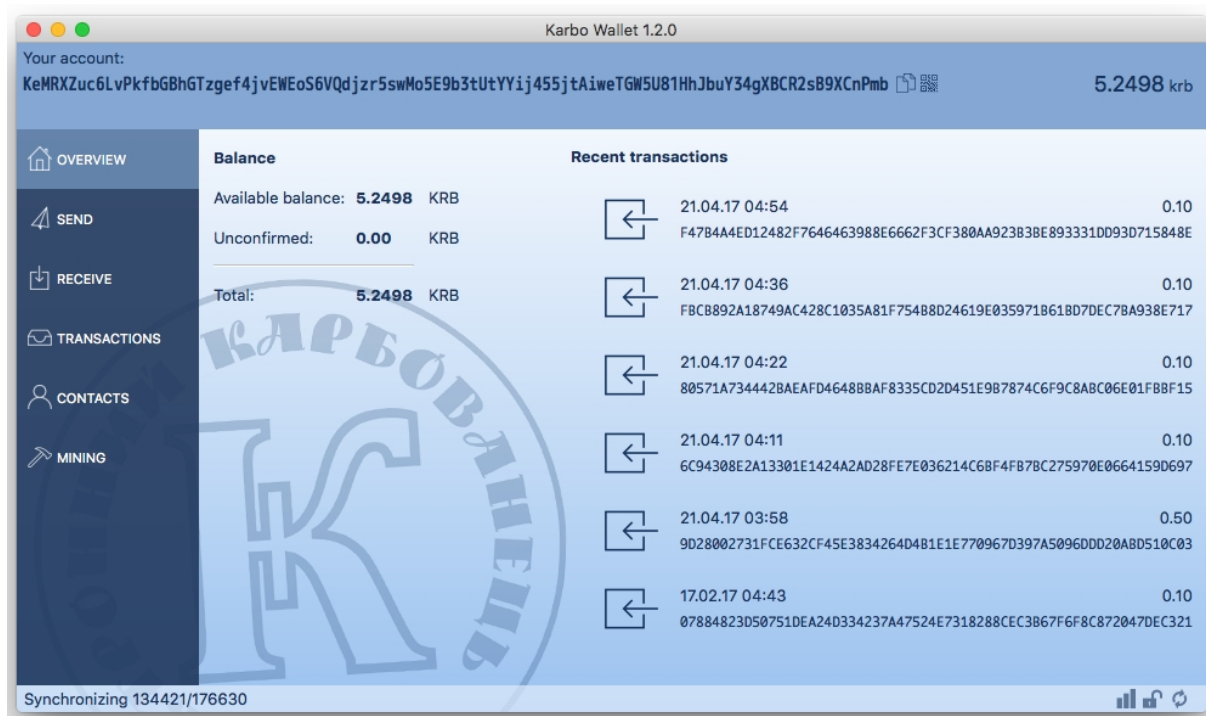 Karbo Wallet 1.2.0
Your account:
KeMRXZuc6LvPkfbGBhGTzgef4jvEWEoS6VQdjzr5swMo5E9b3tUtYYij455jtAiweTGW5U81HhJbuY34gXBCR2sB9XCnPmb
5.2498 krb
OVERVIEW
SEND
RECEIVE
TRANSACTIONS
CONTACTS
MINING
Balance
Available balance: 5.2498 KRB
Unconfirmed: 0.00 KRB
Total: 5.2498 KRB
КАРБОВАНЕЦЬ
К
Recent transactions
21.04.17 04:54 0.10
F47B4A4ED12482F7646463988E6662F3CF380AA923B3BE893331DD93D715848E
21.04.17 04:36 0.10
FBCB892A18749AC428C1035A81F754B8D24619E035971B61BD7DEC7BA938E717
21.04.17 04:22 0.10
80571A734442BAEAFD4648BBAF8335CD2D451E9B7874C6F9C8ABC06E01FBBF15
21.04.17 04:11 0.10
6C94308E2A13301E1424A2AD28FE7E036214C6BF4FB7BC275970E0664159D697
21.04.17 03:58 0.50
9D28002731FCE632CF45E3834264D4B1E1E770967D397A5096DDD20ABD510C03
17.02.17 04:43 0.10
07884823D50751DEA24D334237A47524E7318288CEC3B67F6F8C872047DEC321
Synchronizing 134421/176630